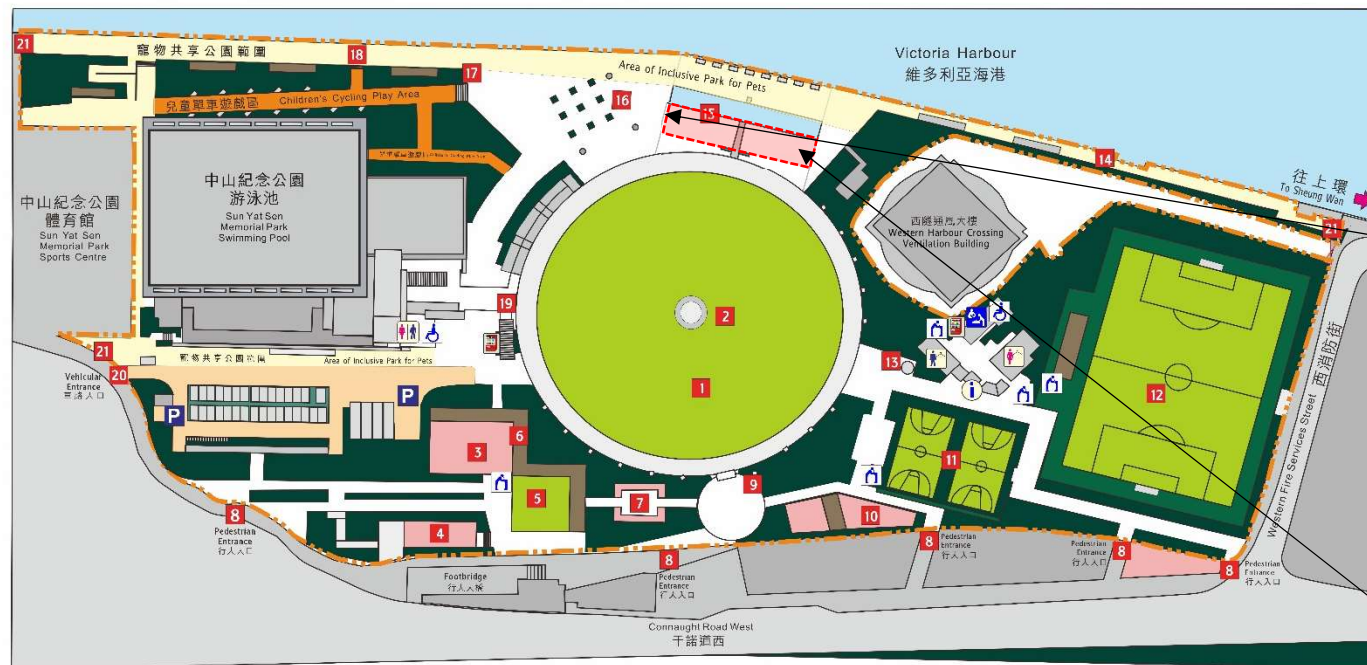 21
寵物共享公園範圍
18
17
兒童單車遊戲區 Children's Cycling Play Area
16
Area of Inclusive Park for Pets
15
Victoria Harbour
維多利亞海港
14
往上環
To Sheung Wan
21
中山紀念公園
體育館
Sun Yat Sen
Memorial Park
Sports Centre
中山紀念公園
游泳池
Sun Yat Sen
Memorial Park
Swimming Pool
西隧通風大樓
Western Harbour Crossing
Ventilation Building
19
2
1
13
i
12
西消防街
Western Fire Services Street
21
寵物共享公園範圍
Area of Inclusive Park for Pets
20
Vehicular
Entrance
車路入口
P
P
3
6
5
7
9
11
10
4
8
Pedestrian
Entrance
行人入口
8
Pedestrian
Entrance
行人入口
8
Pedestrian
Entrance
行人入口
8
Pedestrian
Entrance
行人入口
8
Pedestrian
Entrance
行人入口
Footbridge
行人天橋
Connaught Road West
干諾道西